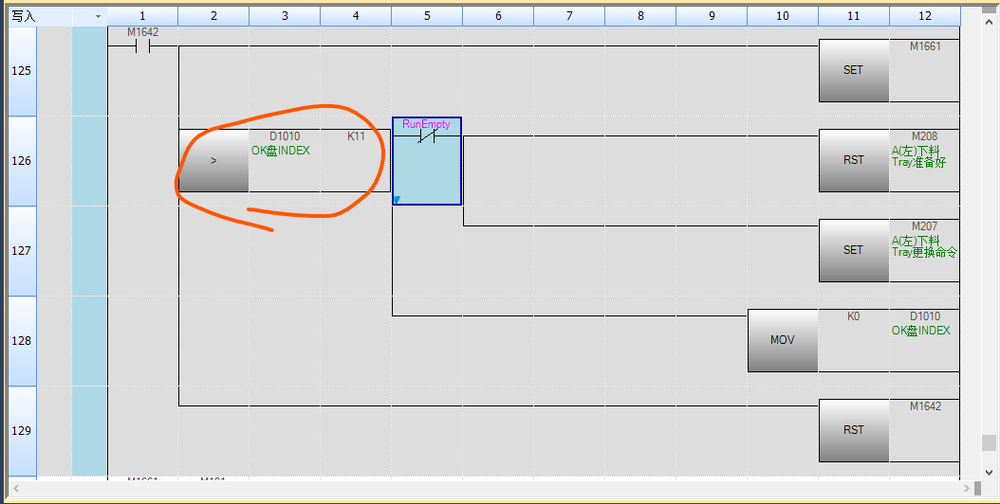 写入 1 2 3 4 5 6 7 8 9 10 11 12
M1642
125 SET M1661
RunEmpty
126 > D1010 K11 RST M208
OK盘INDEX A(左)下料
Tray准备好
127 SET M207
A(左)下料
Tray更换命令
128 MOV K0 D1010
OK盘INDEX
129 RST M1642